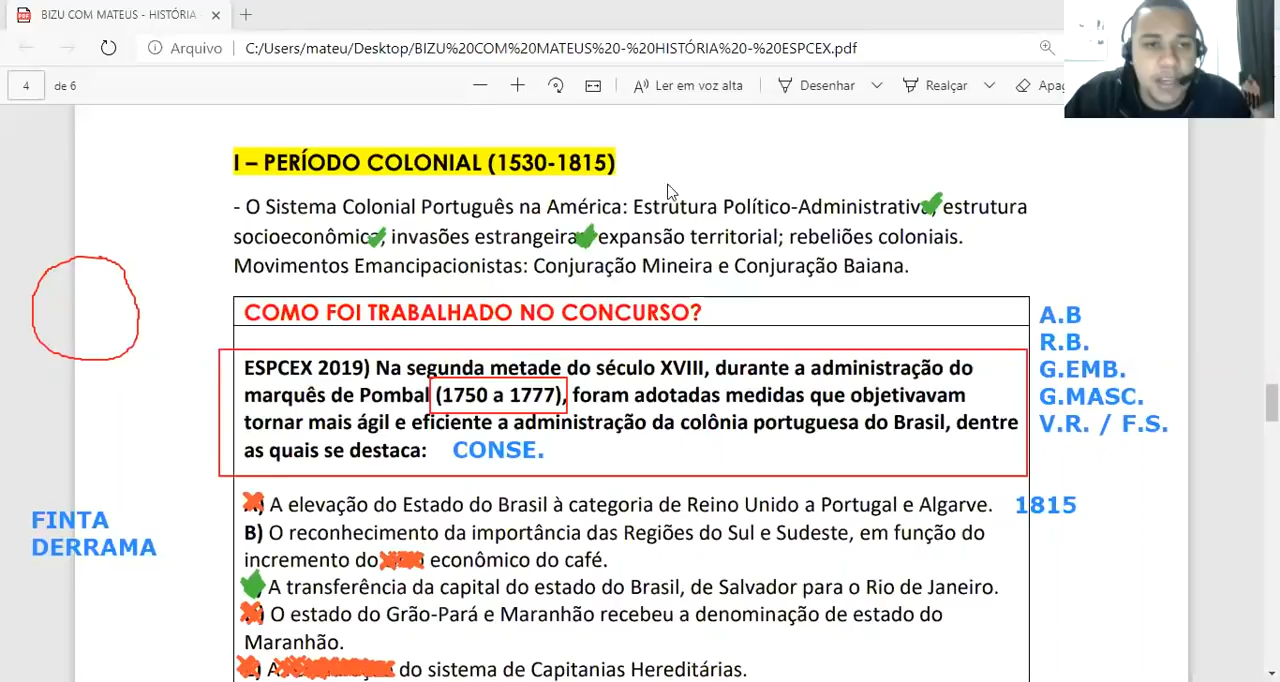 BIZU COM MATEUS - HISTÓRIA
Arquivo C:/Users/mateu/Desktop/BIZU%20COM%20MATEUS%20-%20HISTÓRIA%20-%20ESPCEX.pdf
4 de 6 A Ler em voz alta Desenhar Realçar
I – PERÍODO COLONIAL (1530-1815)
- O Sistema Colonial Português na América: Estrutura Político-Administrativa, estrutura
socioeconômica, invasões estrangeira expansão territorial; rebeliões coloniais.
Movimentos Emancipacionistas: Conjuração Mineira e Conjuração Baiana.
COMO FOI TRABALHADO NO CONCURSO?
A.B
R.B.
G.EMB.
G.MASC.
V.R. / F.S.
ESPCEX 2019) Na segunda metade do século XVIII, durante a administração do
marquês de Pombal (1750 a 1777), foram adotadas medidas que objetivavam
tornar mais ágil e eficiente a administração da colônia portuguesa do Brasil, dentre
as quais se destaca: CONSE.
A elevação do Estado do Brasil à categoria de Reino Unido a Portugal e Algarve. 1815
B) O reconhecimento da importância das Regiões do Sul e Sudeste, em função do
incremento do econômico do café.
A transferência da capital do estado do Brasil, de Salvador para o Rio de Janeiro.
O estado do Grão-Pará e Maranhão recebeu a denominação de estado do
Maranhão.
A do sistema de Capitanias Hereditárias.
FINTA
DERRAMA